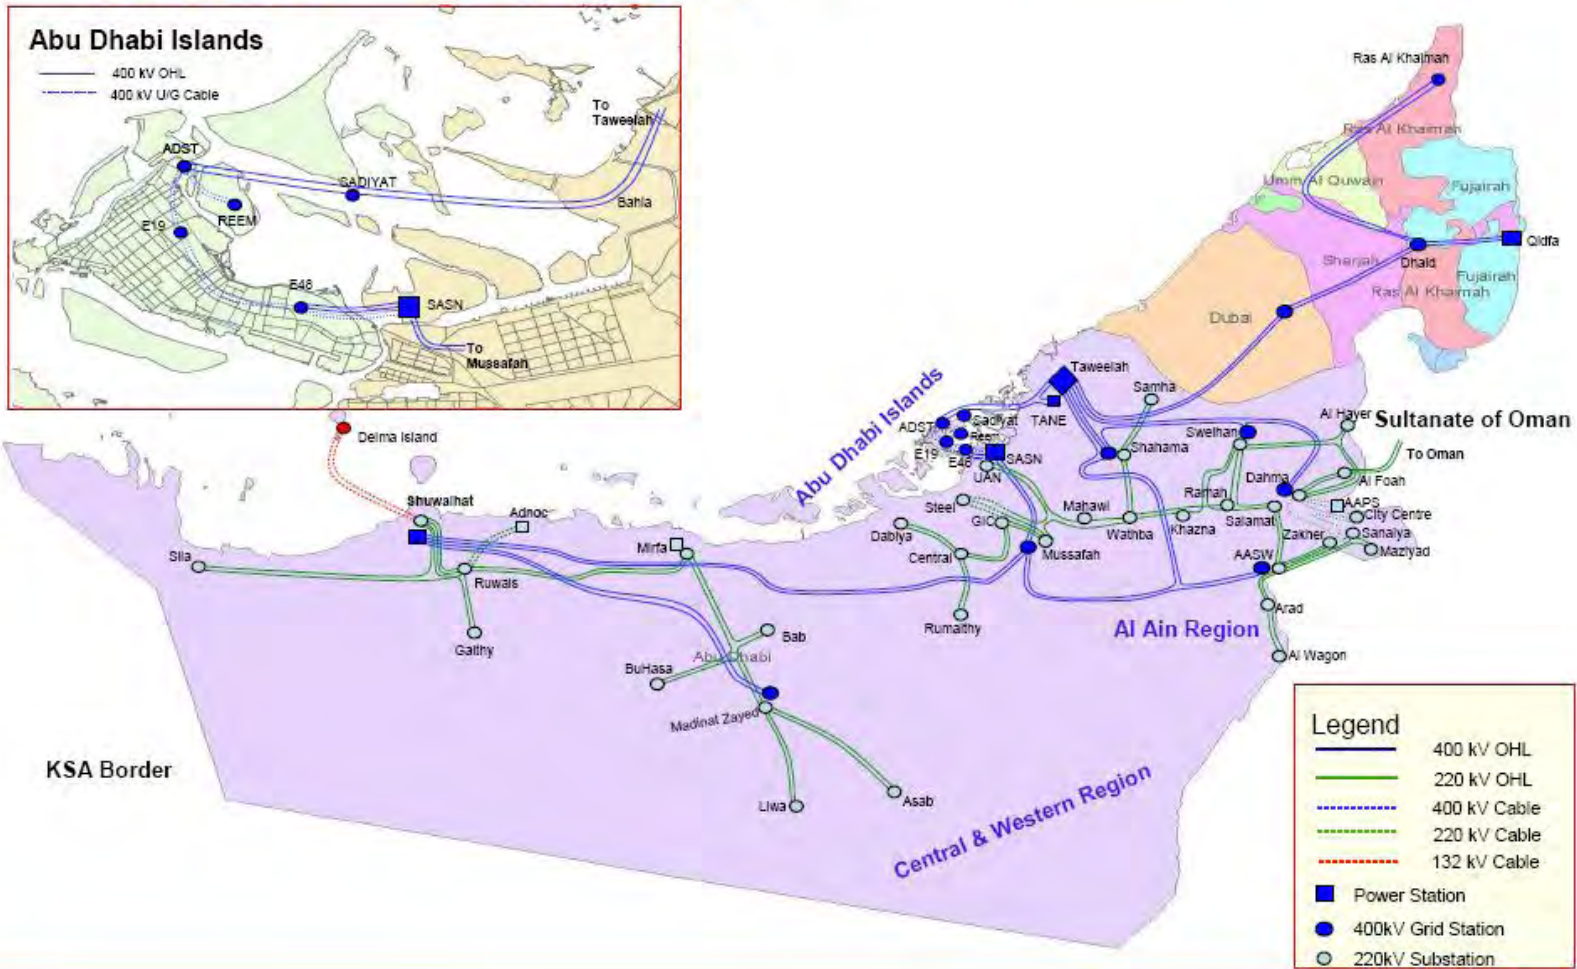 Abu Dhabi Islands
400 kV OHL
400 kV U/G Cable
To
Taweelah
ADST
SADIYAT
REEM
Bahia
E19
E48
SASN
To
Mussafah
Ras Al Khaimah
Ras Al Khaimah
Umm Al Quwain
Fujairah
Qidfa
Sharjah
Dhaid
Fujairah
Ras Al Khaimah
Dubai
Taweelah
Samha
Abu Dhabi Islands
TANE
ADST
Sadiyat
Reem
E19
E48
SASN
UAN
Shahama
Sweihan
Al Hayer
Sultanate of Oman
To Oman
Dahma
Al Foah
AAPS
City Centre
Ramah
Salamat
Zakher
Sanaiya
Maziyad
Khazna
Mahawi
Wathba
Steel
GIC
Dabiya
Central
Mussafah
AASW
Arad
Rumaithy
Al Ain Region
Al Wagon
Delma Island
Shuwaihat
Adnoc
Mirfa
Sila
Ruwais
Gaithy
Bab
Abu Dhabi
BuHasa
Madinat Zayed
Liwa
Asab
KSA Border
Central & Western Region
Legend
400 kV OHL
220 kV OHL
400 kV Cable
220 kV Cable
132 kV Cable
Power Station
400kV Grid Station
220kV Substation